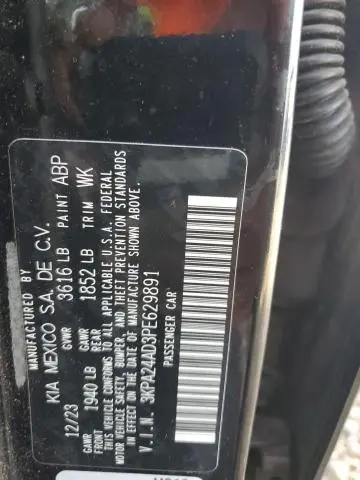 MANUFACTURED BY
KIA MEXICO S.A. DE C.V.
12/23 GVWR 3616 LB PAINT ABP
GAWR FRONT 1940 LB GAWR REAR 1852 LB TRIM WK
THIS VEHICLE CONFORMS TO ALL APPLICABLE U.S.A. FEDERAL
MOTOR VEHICLE SAFETY, BUMPER, AND THEFT PREVENTION STANDARDS
IN EFFECT ON THE DATE OF MANUFACTURE SHOWN ABOVE.
V.I.N. 3KPA24AD3PE629891
PASSENGER CAR